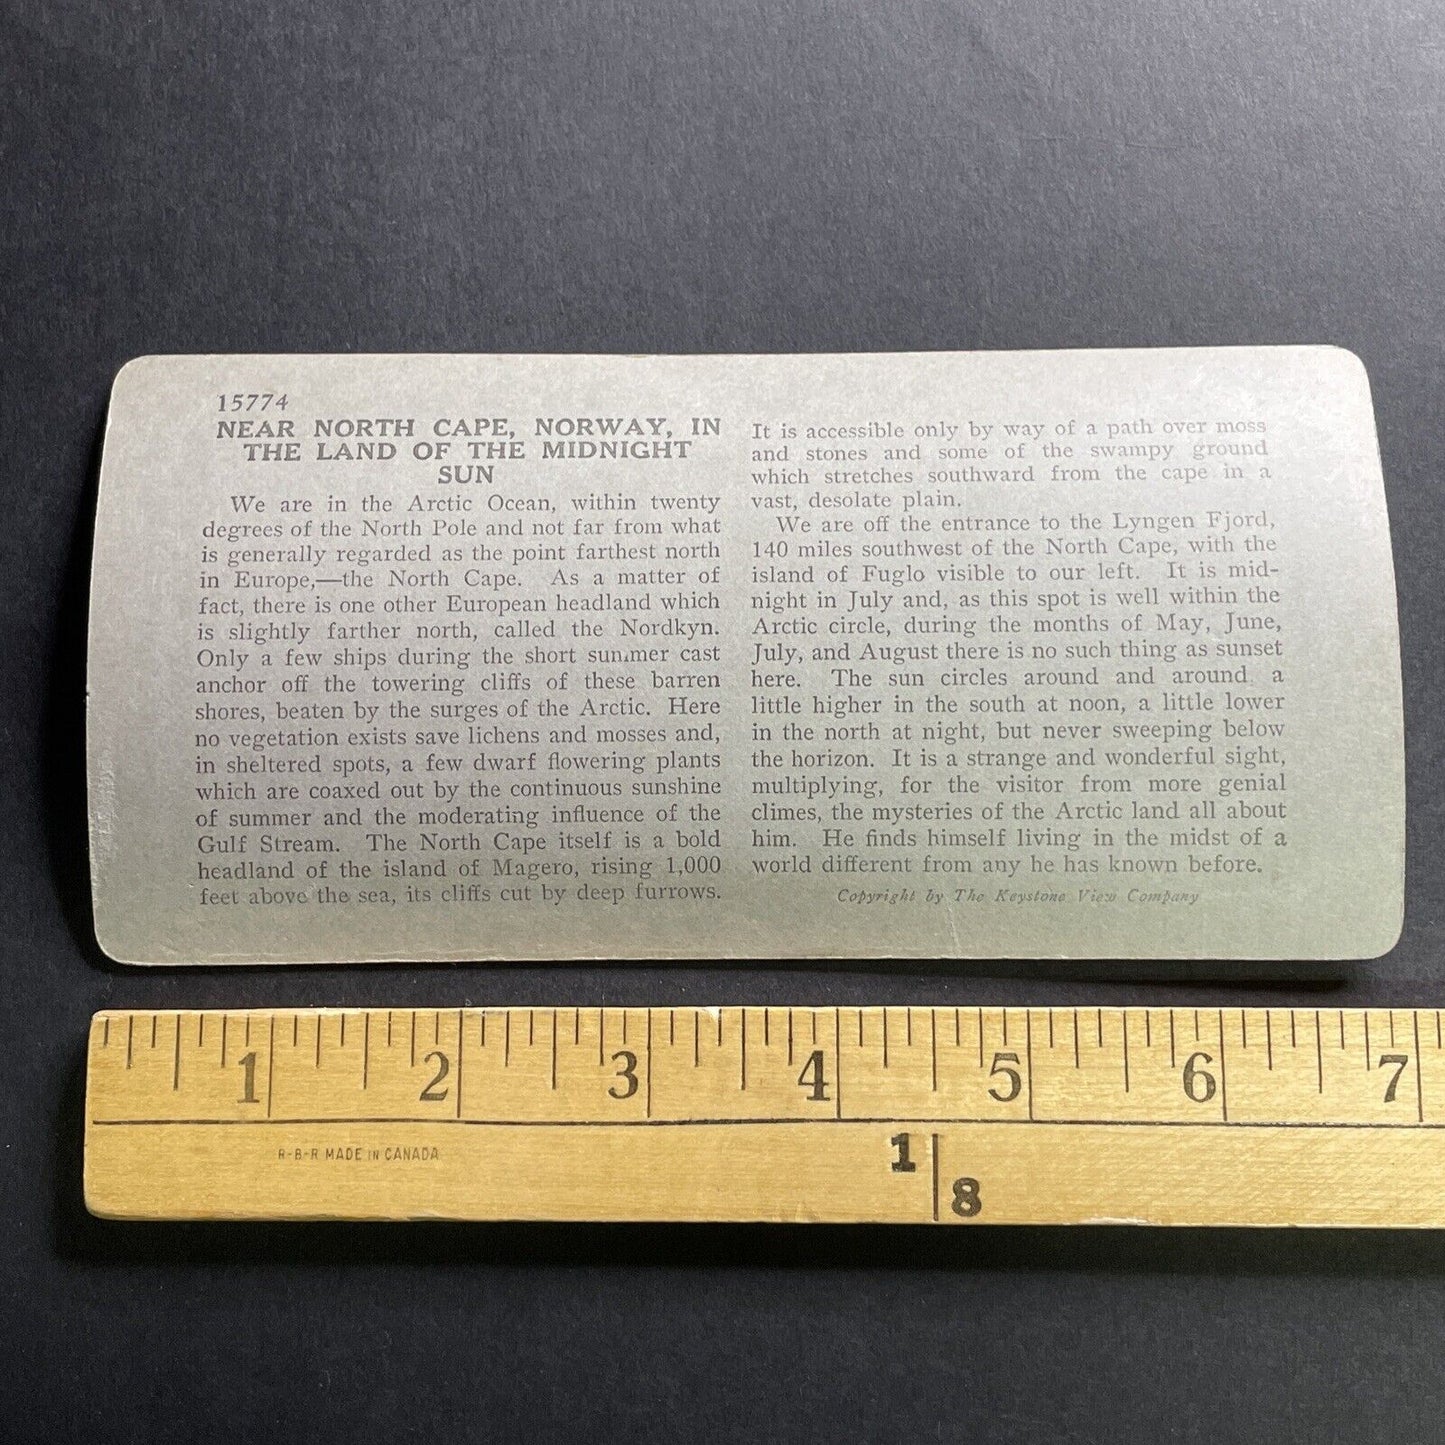 15774
NEAR NORTH CAPE, NORWAY, IN
THE LAND OF THE MIDNIGHT
SUN
We are in the Arctic Ocean, within twenty
degrees of the North Pole and not far from what
is generally regarded as the point farthest north
in Europe,—the North Cape. As a matter of
fact, there is one other European headland which
is slightly farther north, called the Nordkyn.
Only a few ships during the short summer cast
anchor off the towering cliffs of these barren
shores, beaten by the surges of the Arctic. Here
no vegetation exists save lichens and mosses and,
in sheltered spots, a few dwarf flowering plants
which are coaxed out by the continuous sunshine
of summer and the moderating influence of the
Gulf Stream. The North Cape itself is a bold
headland of the island of Magero, rising 1,000
feet above the sea, its cliffs cut by deep furrows.
It is accessible only by way of a path over moss
and stones and some of the swampy ground
which stretches southward from the cape in a
vast, desolate plain.
We are off the entrance to the Lyngen Fjord,
140 miles southwest of the North Cape, with the
island of Fuglo visible to our left. It is mid-
night in July and, as this spot is well within the
Arctic circle, during the months of May, June,
July, and August there is no such thing as sunset
here. The sun circles around and around a
little higher in the south at noon, a little lower
in the north at night, but never sweeping below
the horizon. It is a strange and wonderful sight,
multiplying, for the visitor from more genial
climes, the mysteries of the Arctic land all about
him. He finds himself living in the midst of a
world different from any he has known before.
Copyright by The Keystone View Company
1 2 3 4 5 6 7
R-B-R MADE IN CANADA
1
8